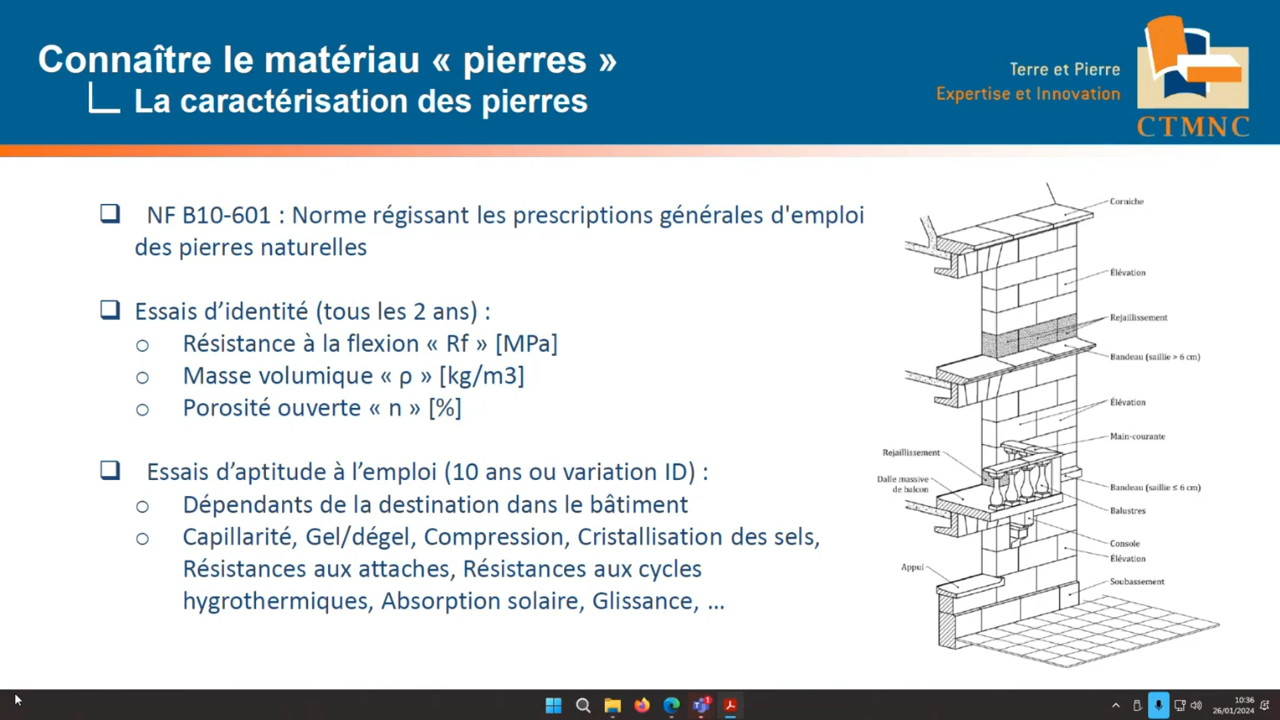 Connaître le matériau « pierres »
La caractérisation des pierres
Terre et Pierre
Expertise et Innovation
CTMNC
NF B10-601 : Norme régissant les prescriptions générales d'emploi
des pierres naturelles
Essais d’identité (tous les 2 ans) :
Résistance à la flexion « Rf » [MPa]
Masse volumique « ρ » [kg/m3]
Porosité ouverte « n » [%]
Essais d’aptitude à l’emploi (10 ans ou variation ID) :
Dépendants de la destination dans le bâtiment
Capillarité, Gel/dégel, Compression, Cristallisation des sels,
Résistances aux attaches, Résistances aux cycles
hygrothermiques, Absorption solaire, Glissance, …
Corniche
Élévation
Rejaillissement
Bandeau (saillie > 6 cm)
Élévation
Main-courante
Rejaillissement
Dalle massive
de balcon
Bandeau (saillie ≤ 6 cm)
Balustres
Console
Élévation
Appui
Soubassement
10:36
26/01/2024